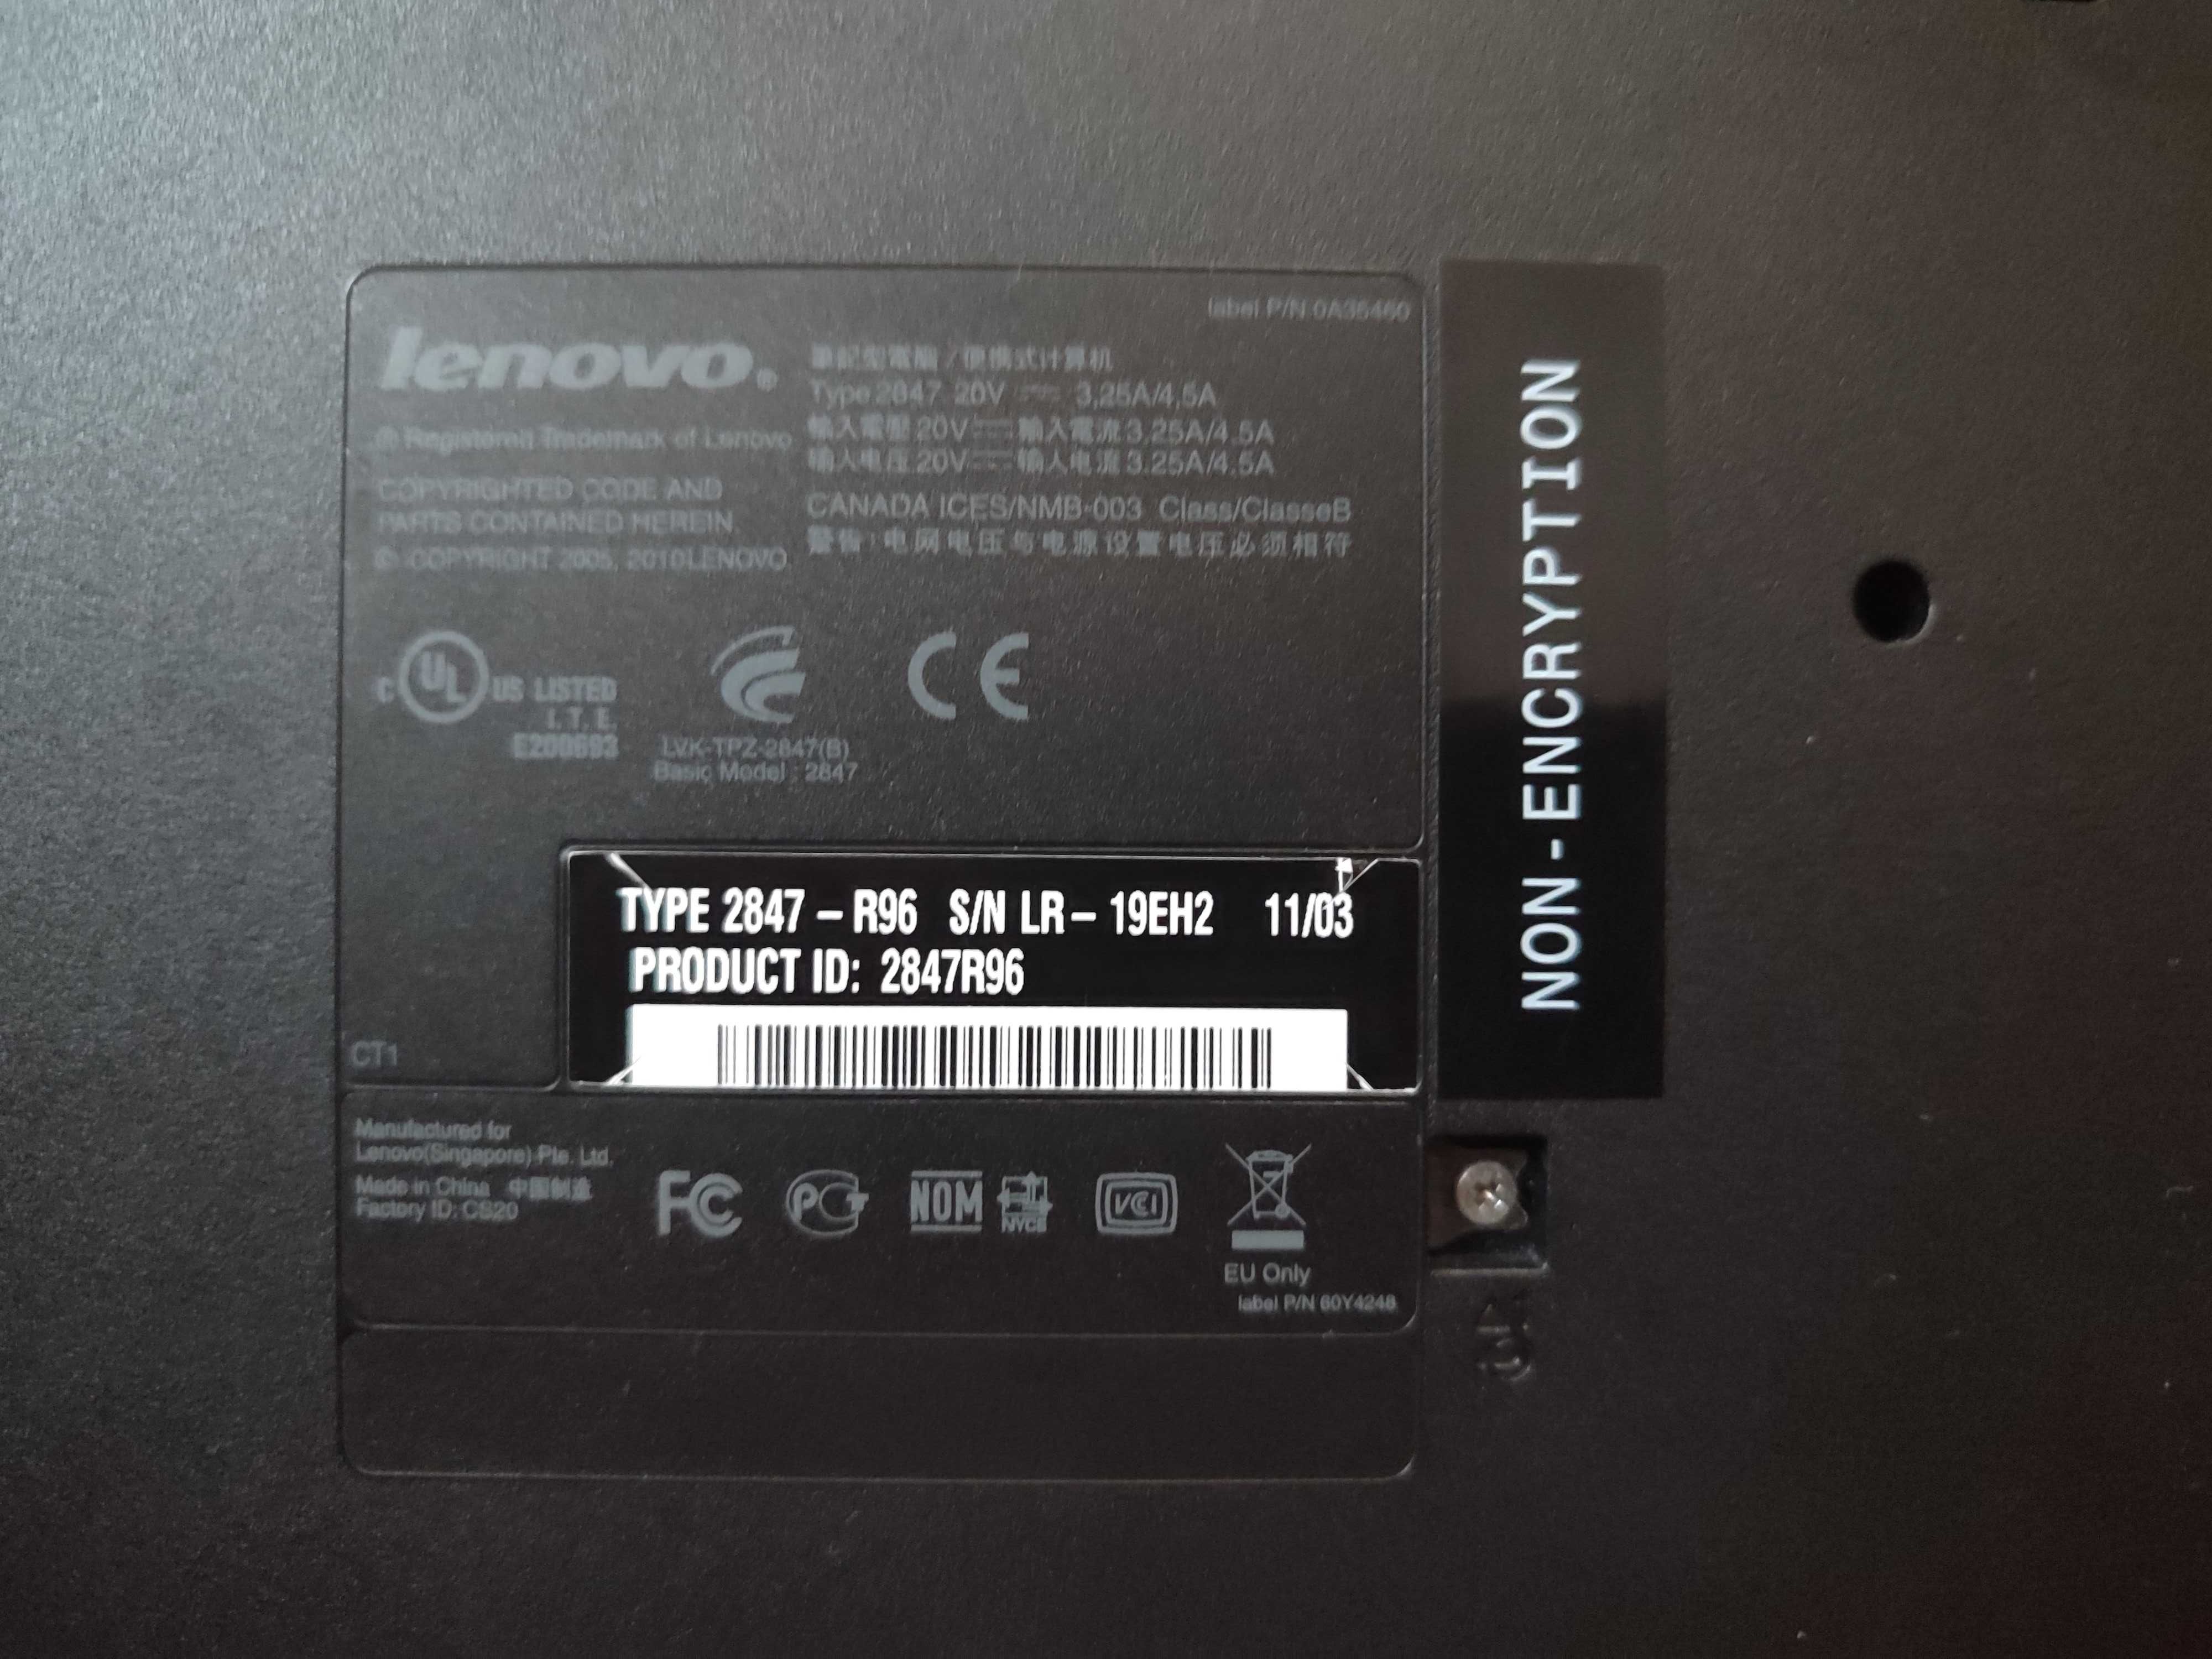 label P/N 0A36460
lenovo®
筆記型電腦 / 便携式计算机
Type 2847 20V ⎓ 3.25A/4.5A
輸入電壓 20V ⎓ 輸入電流 3.25A/4.5A
输入电压 20V ⎓ 输入电流 3.25A/4.5A
® Registered Trademark of Lenovo
COPYRIGHTED CODE AND
PARTS CONTAINED HEREIN.
© COPYRIGHT 2005, 2010 LENOVO
CANADA ICES/NMB-003 Class/ClasseB
警告:电网电压与电源设置电压必须相符
C UL US LISTED
I.T.E.
E200693
LVK-TPZ-2847(B)
Basic Model : 2847
CE
TYPE 2847 – R96 S/N LR – 19EH2 11/03
PRODUCT ID: 2847R96
CT1
Manufactured for
Lenovo(Singapore) Pte. Ltd.
Made in China 中国制造
Factory ID: CS20
FC
PCT
NOM
NYCE
VCI
EU Only
label P/N 60Y4248
NON-ENCRYPTION